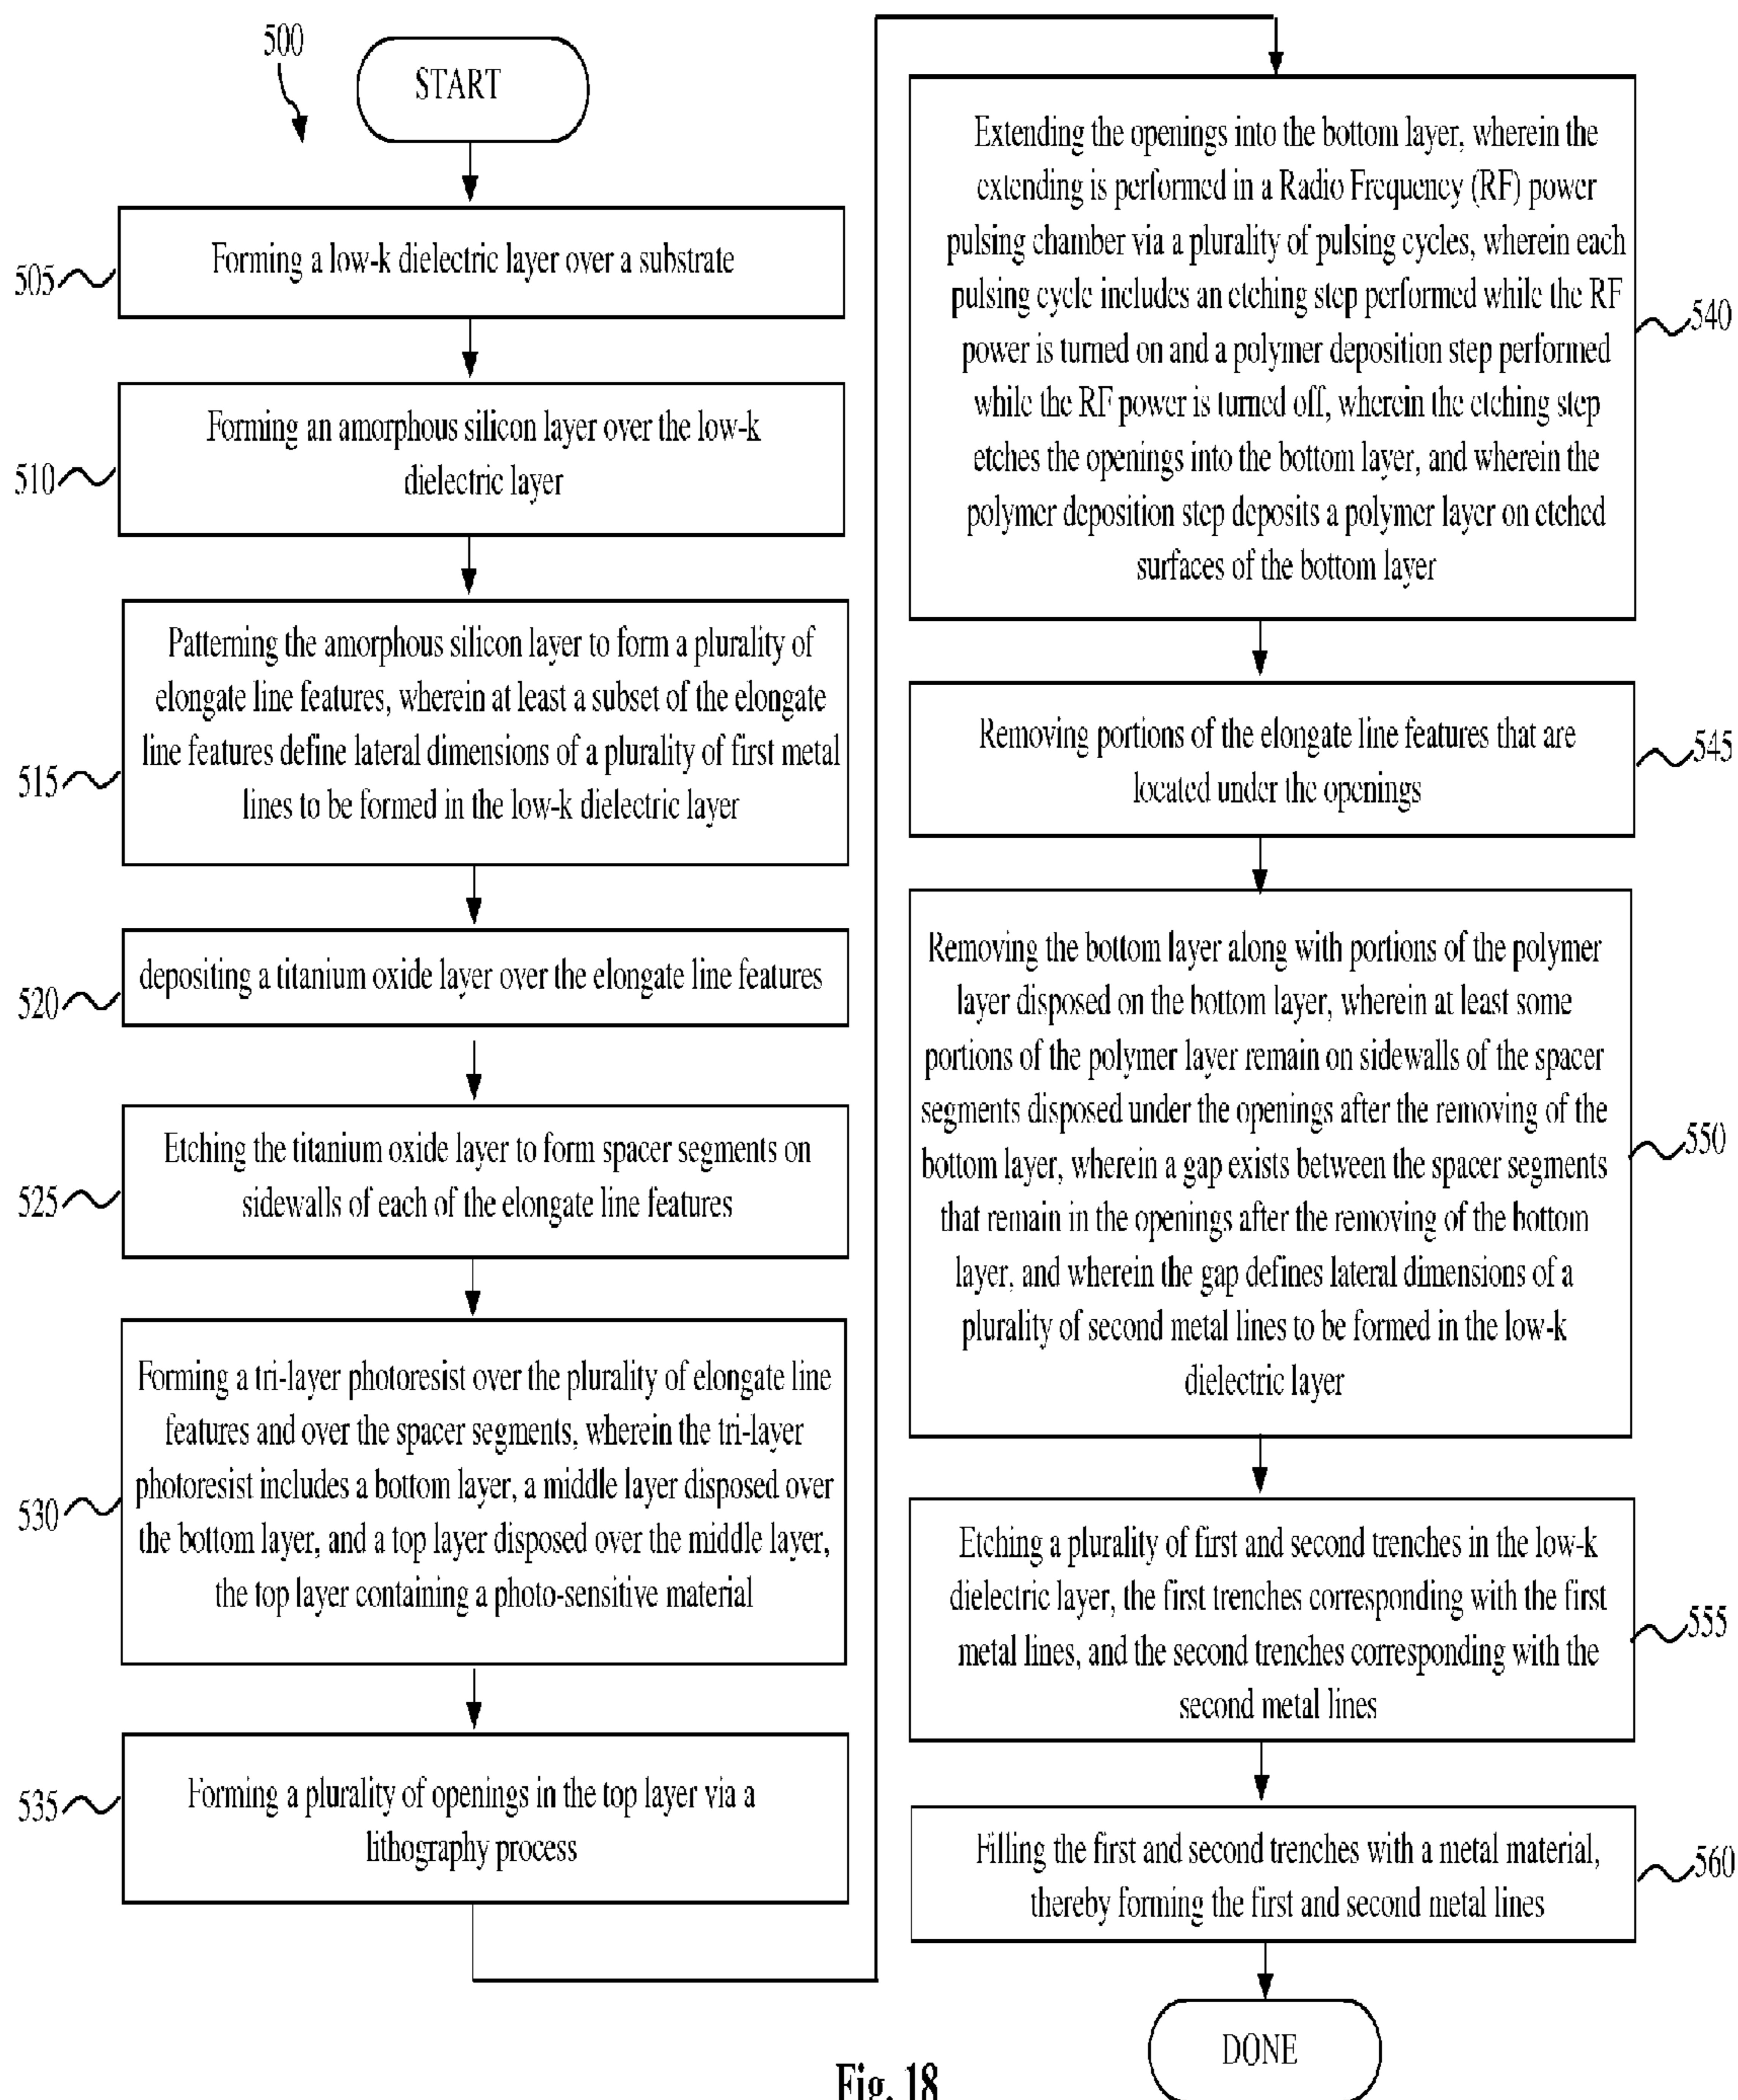 500
START
505
Forming a low-k dielectric layer over a substrate
510
Forming an amorphous silicon layer over the low-k
dielectric layer
515
Patterning the amorphous silicon layer to form a plurality of
elongate line features, wherein at least a subset of the elongate
line features define lateral dimensions of a plurality of first metal
lines to be formed in the low-k dielectric layer
520
depositing a titanium oxide layer over the elongate line features
525
Etching the titanium oxide layer to form spacer segments on
sidewalls of each of the elongate line features
530
Forming a tri-layer photoresist over the plurality of elongate line
features and over the spacer segments, wherein the tri-layer
photoresist includes a bottom layer, a middle layer disposed over
the bottom layer, and a top layer disposed over the middle layer,
the top layer containing a photo-sensitive material
535
Forming a plurality of openings in the top layer via a
lithography process
540
Extending the openings into the bottom layer, wherein the
extending is performed in a Radio Frequency (RF) power
pulsing chamber via a plurality of pulsing cycles, wherein each
pulsing cycle includes an etching step performed while the RF
power is turned on and a polymer deposition step performed
while the RF power is turned off, wherein the etching step
etches the openings into the bottom layer, and wherein the
polymer deposition step deposits a polymer layer on etched
surfaces of the bottom layer
545
Removing portions of the elongate line features that are
located under the openings
550
Removing the bottom layer along with portions of the polymer
layer disposed on the bottom layer, wherein at least some
portions of the polymer layer remain on sidewalls of the spacer
segments disposed under the openings after the removing of the
bottom layer, wherein a gap exists between the spacer segments
that remain in the openings after the removing of the bottom
layer, and wherein the gap defines lateral dimensions of a
plurality of second metal lines to be formed in the low-k
dielectric layer
555
Etching a plurality of first and second trenches in the low-k
dielectric layer, the first trenches corresponding with the first
metal lines, and the second trenches corresponding with the
second metal lines
560
Filling the first and second trenches with a metal material,
thereby forming the first and second metal lines
DONE
Fig. 18